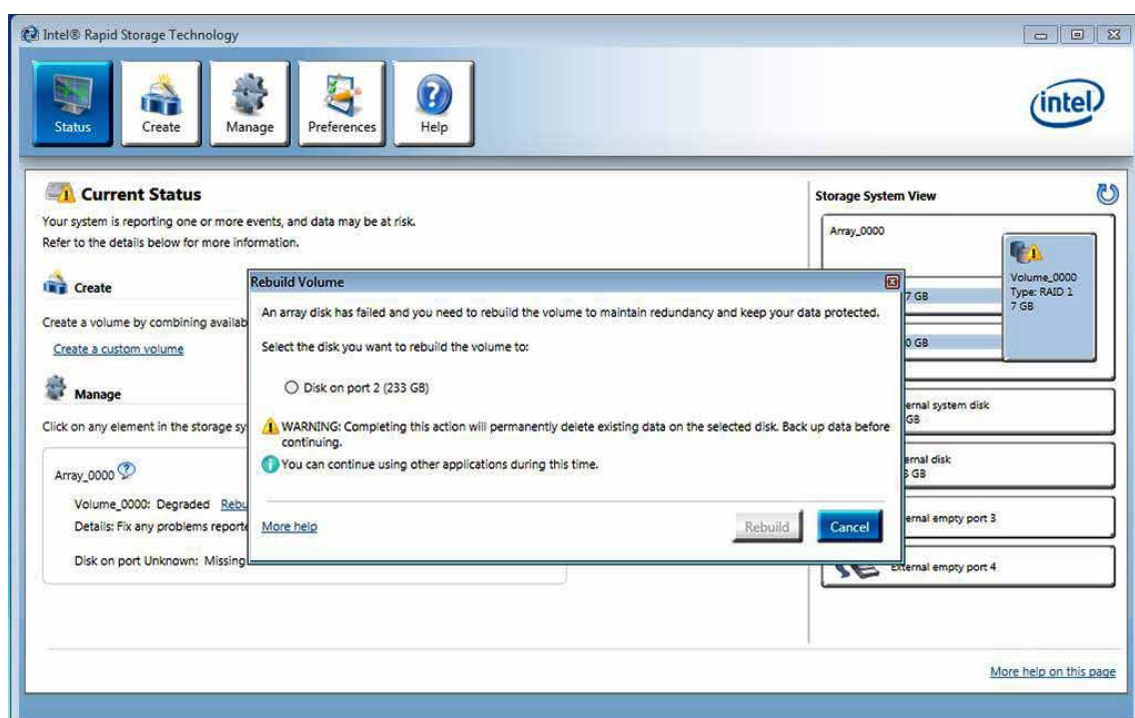 Intel® Rapid Storage Technology
Status
Create
Manage
Preferences
Help
intel
Current Status
Your system is reporting one or more events, and data may be at risk.
Refer to the details below for more information.
Create
Create a volume by combining
Create a custom volume
Manage
Click on any element in the storage
Array_0000
Volume_0000: Degraded
Details: Fix any problems
Disk on port Unknown: Missing
Rebuild Volume
An array disk has failed and you need to rebuild the volume to maintain redundancy and keep your data protected.
Select the disk you want to rebuild the volume to:
Disk on port 2 (233 GB)
WARNING: Completing this action will permanently delete existing data on the selected disk. Back up data before
continuing.
You can continue using other applications during this time.
More help
Rebuild
Cancel
Storage System View
Array_0000
Volume_0000
Type: RAID 1
7 GB
7 GB
0 GB
system disk
GB
disk
GB
empty port 3
External empty port 4
More help on this page